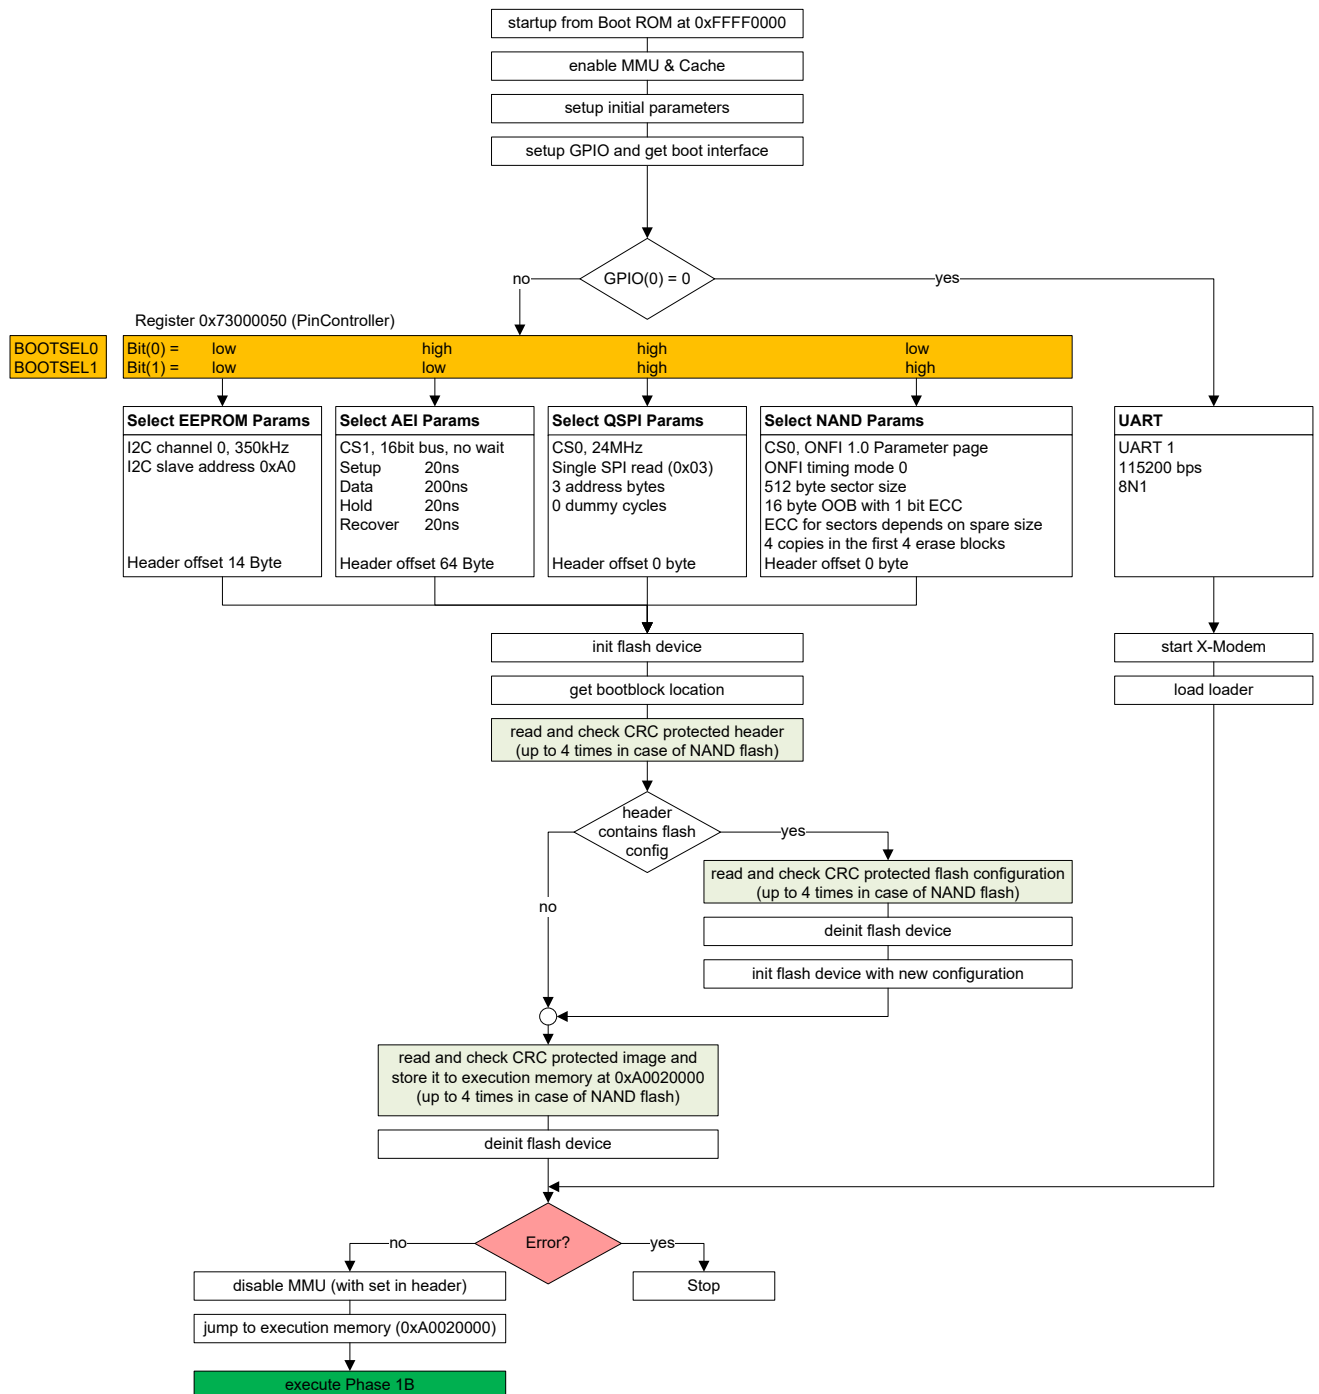 startup from Boot ROM at 0xFFFF0000
enable MMU & Cache
setup initial parameters
setup GPIO and get boot interface
GPIO(0) = 0
no
yes
Register 0x73000050 (PinController)
BOOTSEL0
BOOTSEL1
Bit(0) = low high high low
Bit(1) = low low high high
Select EEPROM Params
I2C channel 0, 350kHz
I2C slave address 0xA0
Header offset 14 Byte
Select AEI Params
CS1, 16bit bus, no wait
Setup 20ns
Data 200ns
Hold 20ns
Recover 20ns
Header offset 64 Byte
Select QSPI Params
CS0, 24MHz
Single SPI read (0x03)
3 address bytes
0 dummy cycles
Header offset 0 byte
Select NAND Params
CS0, ONFI 1.0 Parameter page
ONFI timing mode 0
512 byte sector size
16 byte OOB with 1 bit ECC
ECC for sectors depends on spare size
4 copies in the first 4 erase blocks
Header offset 0 byte
UART
UART 1
115200 bps
8N1
init flash device
get bootblock location
read and check CRC protected header
(up to 4 times in case of NAND flash)
start X-Modem
load loader
header
contains flash
config
yes
no
read and check CRC protected flash configuration
(up to 4 times in case of NAND flash)
deinit flash device
init flash device with new configuration
read and check CRC protected image and
store it to execution memory at 0xA0020000
(up to 4 times in case of NAND flash)
deinit flash device
Error?
no
yes
disable MMU (with set in header)
Stop
jump to execution memory (0xA0020000)
execute Phase 1B